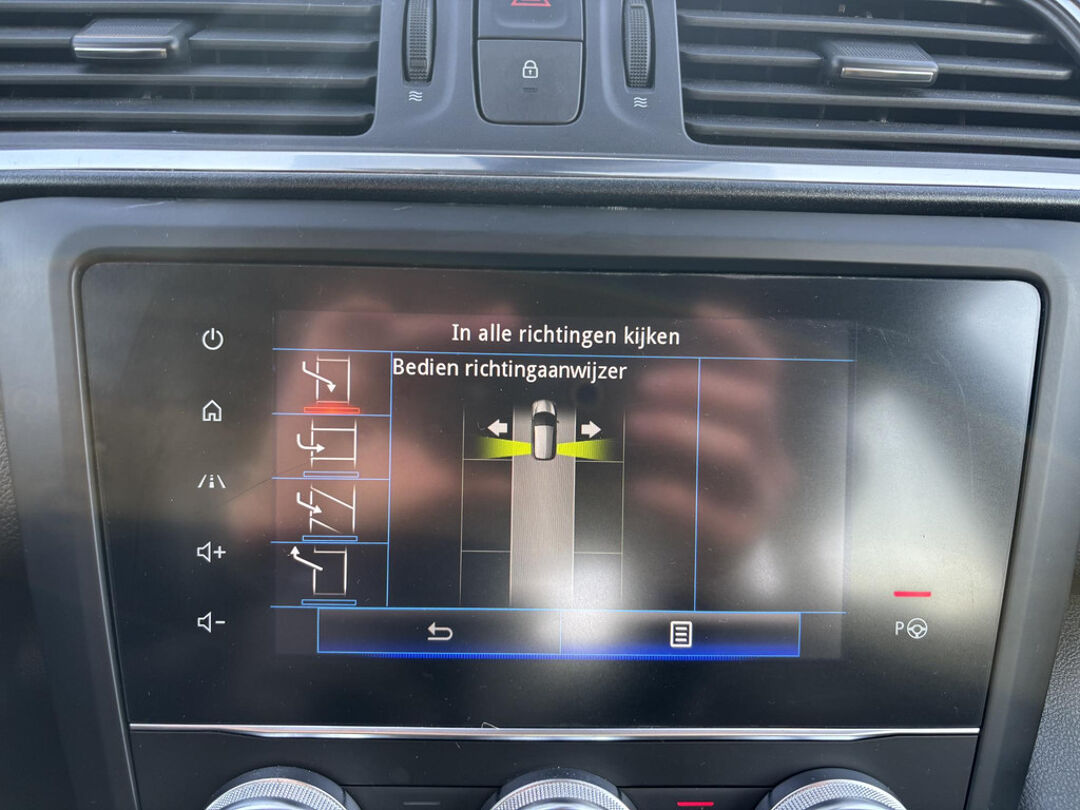 In alle richtingen kijken
Bedien richtingaanwijzer
P